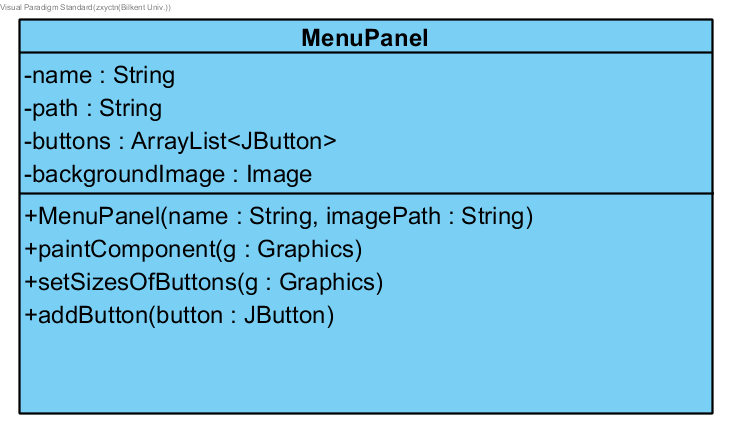 Visual Paradigm Standard(zxyctn(Bilkent Univ.))
MenuPanel
-name : String
-path : String
-buttons : ArrayList<JButton>
-backgroundImage : Image
+MenuPanel(name : String, imagePath : String)
+paintComponent(g : Graphics)
+setSizesOfButtons(g : Graphics)
+addButton(button : JButton)